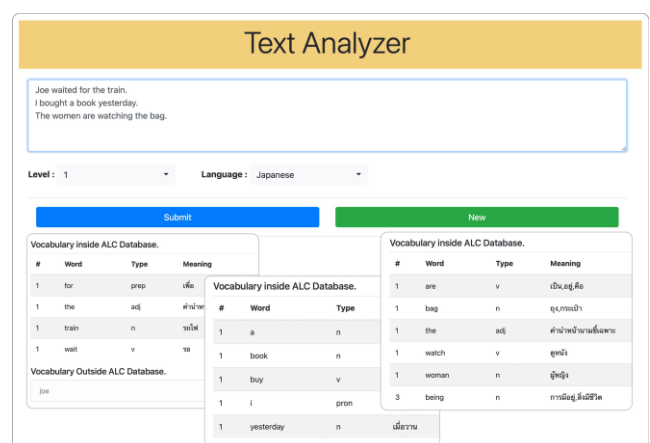 Text Analyzer
Joe waited for the train.
I bought a book yesterday.
The women are watching the bag.
Level : 1 Language : Japanese
Submit New
Vocabulary inside ALC Database.
# Word Type Meaning
1 for prep เพื่อ
1 the adj
1 train n รถไฟ
1 wait v รอ
Vocabulary Outside ALC Database.
joe
Vocabulary inside ALC Database.
# Word Type
1 a n
1 book n
1 buy v
1 i pron
1 yesterday n เมื่อวาน
Vocabulary inside ALC Database.
# Word Type Meaning
1 are v เป็น,อยู่,คือ
1 bag n ถุง,กระเป๋า
1 the adj คำนำหน้านามชี้เฉพาะ
1 watch v ดูหนัง
1 woman n ผู้หญิง
3 being n การมีอยู่,สิ่งมีชีวิต